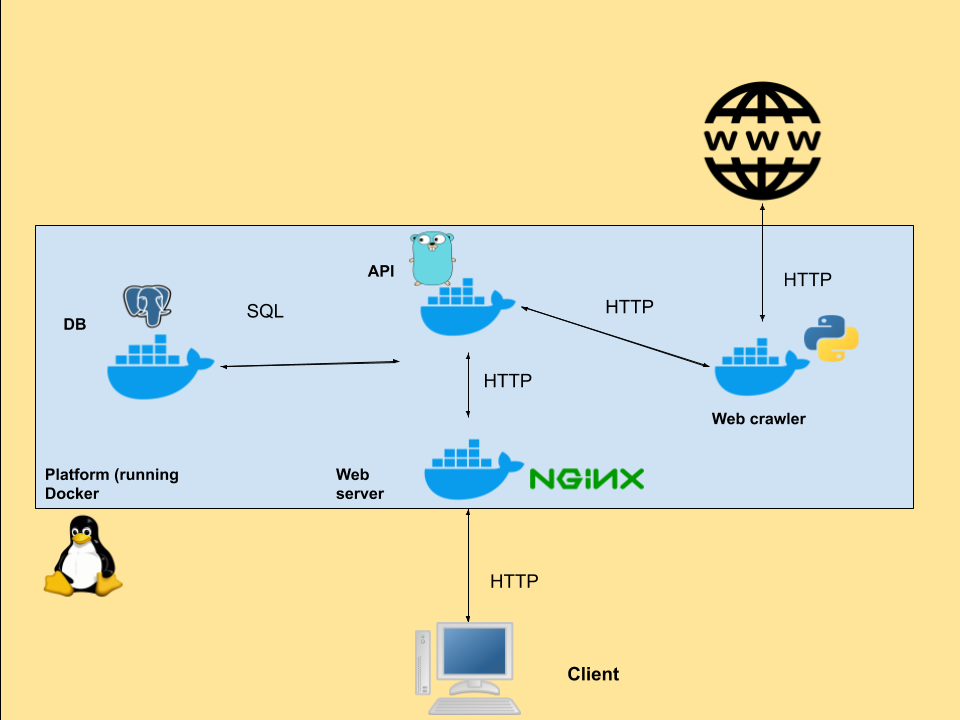 WWW
HTTP
API
SQL
HTTP
DB
HTTP
Web crawler
Platform (running
Docker
Web
server
NGINX
HTTP
Client